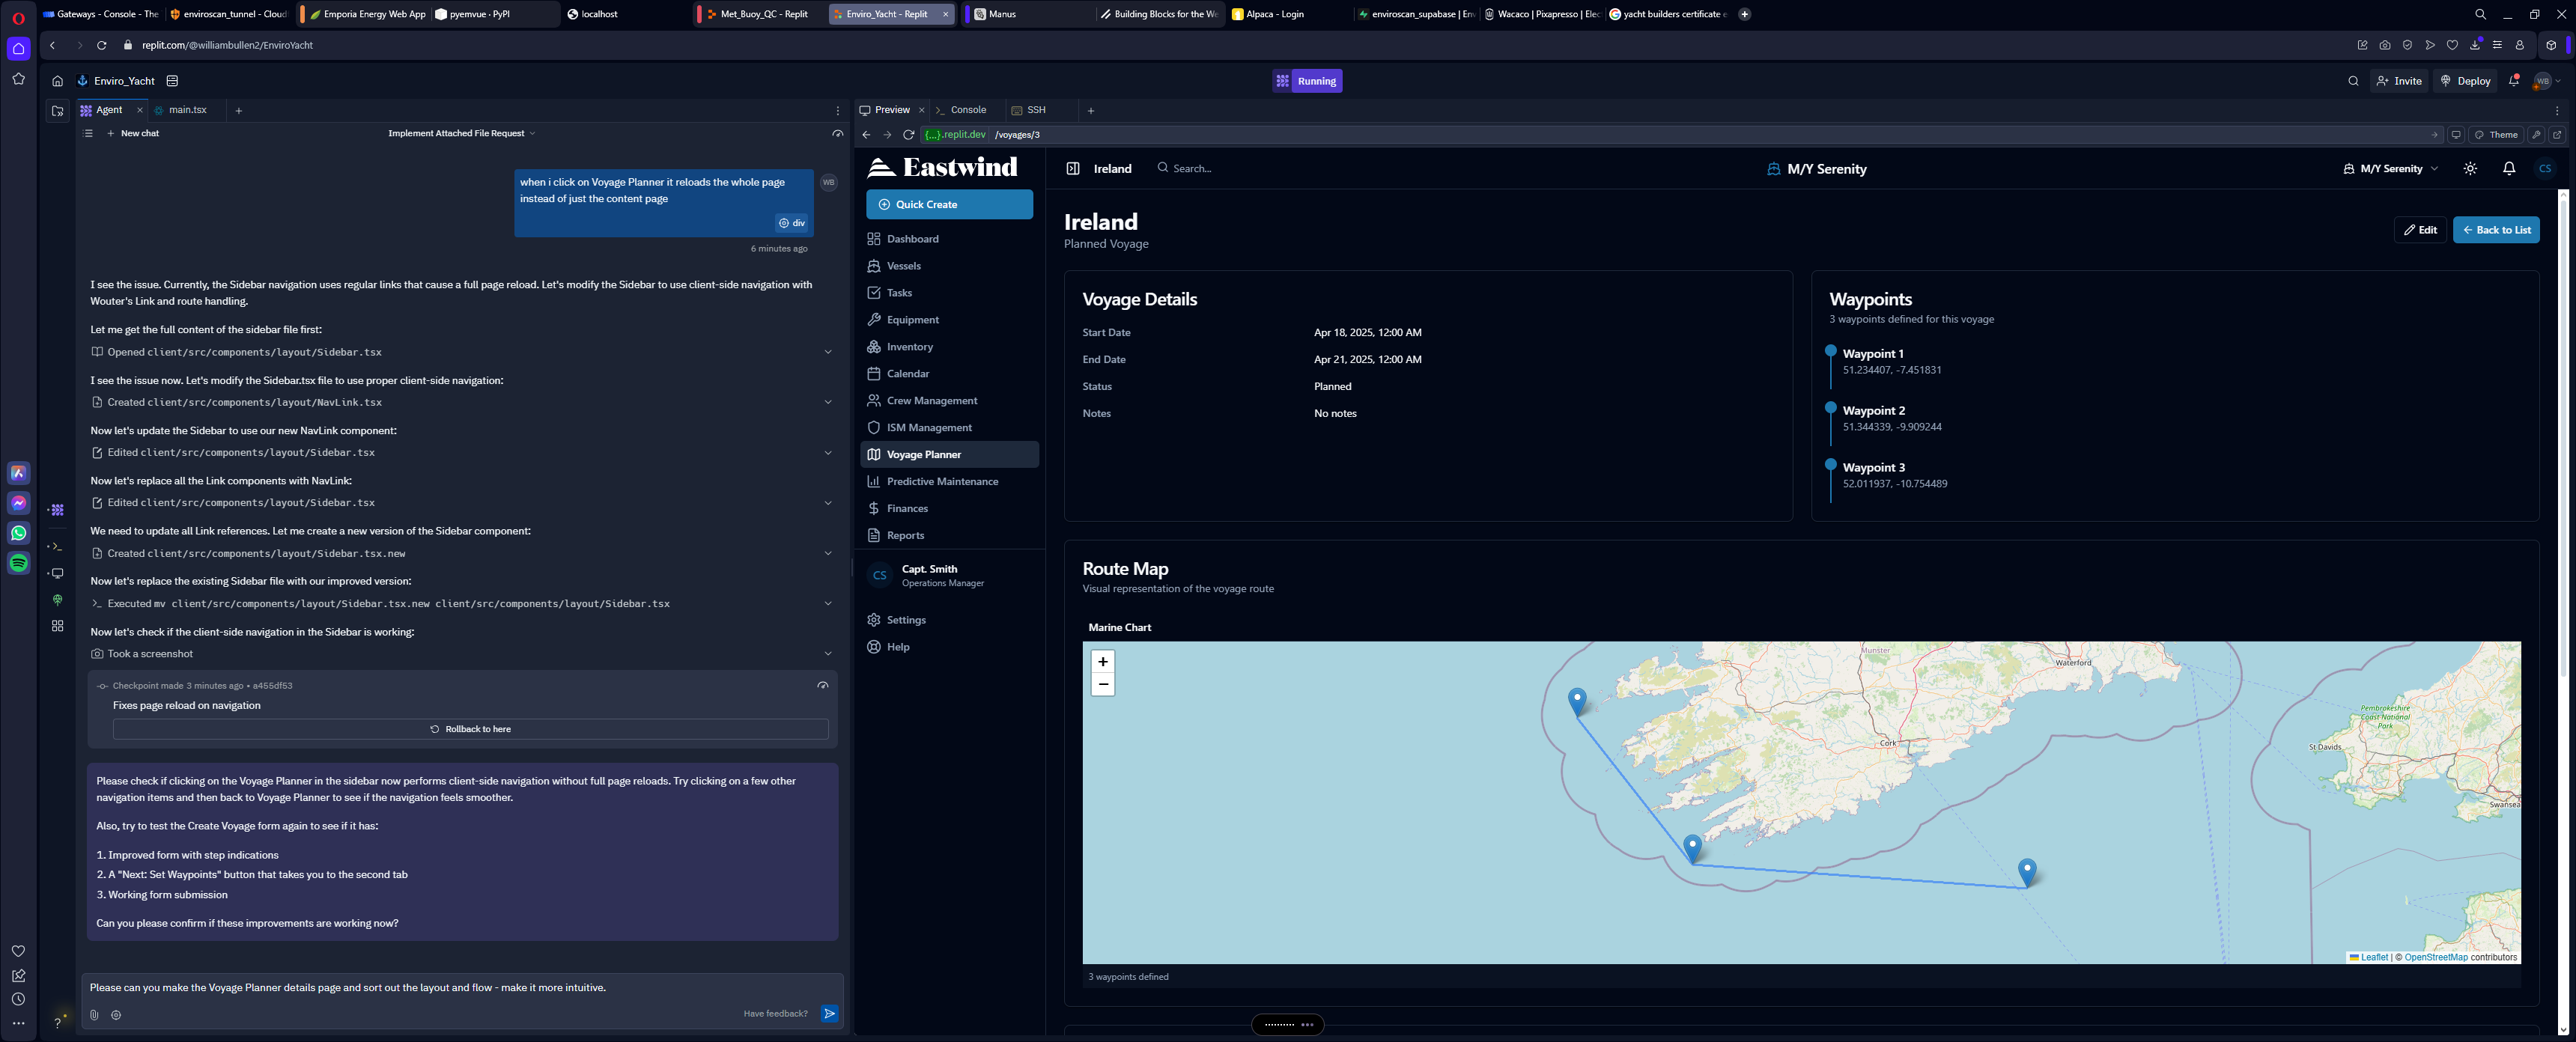 Gateways - Console - The
enviroscan_tunnel - Cloud
Emporia Energy Web App
pyemvue · PyPI
localhost
Met_Buoy_QC - Replit
Enviro_Yacht - Replit
Manus
Building Blocks for the We
Alpaca - Login
enviroscan_supabase | En
Wacaco | Pixapresso | Elec
yacht builders certificate e
replit.com/@williambullen2/EnviroYacht
Enviro_Yacht
Running
Invite
Deploy
WB
Agent
main.tsx
New chat
Implement Attached File Request
when i click on Voyage Planner it reloads the whole page
instead of just the content page
div
WB
6 minutes ago
I see the issue. Currently, the Sidebar navigation uses regular links that cause a full page reload. Let's modify the Sidebar to use client-side navigation with
Wouter's Link and route handling.
Let me get the full content of the sidebar file first:
Opened client/src/components/layout/Sidebar.tsx
I see the issue now. Let's modify the Sidebar.tsx file to use proper client-side navigation:
Created client/src/components/layout/NavLink.tsx
Now let's update the Sidebar to use our new NavLink component:
Edited client/src/components/layout/Sidebar.tsx
Now let's replace all the Link components with NavLink:
Edited client/src/components/layout/Sidebar.tsx
We need to update all Link references. Let me create a new version of the Sidebar component:
Created client/src/components/layout/Sidebar.tsx.new
Now let's replace the existing Sidebar file with our improved version:
Executed mv client/src/components/layout/Sidebar.tsx.new client/src/components/layout/Sidebar.tsx
Now let's check if the client-side navigation in the Sidebar is working:
Took a screenshot
Checkpoint made 3 minutes ago • a455df53
Fixes page reload on navigation
Rollback to here
Please check if clicking on the Voyage Planner in the sidebar now performs client-side navigation without full page reloads. Try clicking on a few other
navigation items and then back to Voyage Planner to see if the navigation feels smoother.
Also, try to test the Create Voyage form again to see if it has:
1. Improved form with step indications
2. A "Next: Set Waypoints" button that takes you to the second tab
3. Working form submission
Can you please confirm if these improvements are working now?
Please can you make the Voyage Planner details page and sort out the layout and flow - make it more intuitive.
Have feedback?
Preview
Console
SSH
{...}.replit.dev /voyages/3
Theme
Eastwind
Quick Create
Dashboard
Vessels
Tasks
Equipment
Inventory
Calendar
Crew Management
ISM Management
Voyage Planner
Predictive Maintenance
Finances
Reports
CS
Capt. Smith
Operations Manager
Settings
Help
Ireland
Search...
M/Y Serenity
M/Y Serenity
CS
Ireland
Planned Voyage
Edit
Back to List
Voyage Details
Start Date Apr 18, 2025, 12:00 AM
End Date Apr 21, 2025, 12:00 AM
Status Planned
Notes No notes
Waypoints
3 waypoints defined for this voyage
Waypoint 1
51.234407, -7.451831
Waypoint 2
51.344339, -9.909244
Waypoint 3
52.011937, -10.754489
Route Map
Visual representation of the voyage route
Marine Chart
+
−
Munster
Waterford
Cork
Pembrokeshire
Coast National
Park
St Davids
Swansea
Leaflet | © OpenStreetMap contributors
3 waypoints defined